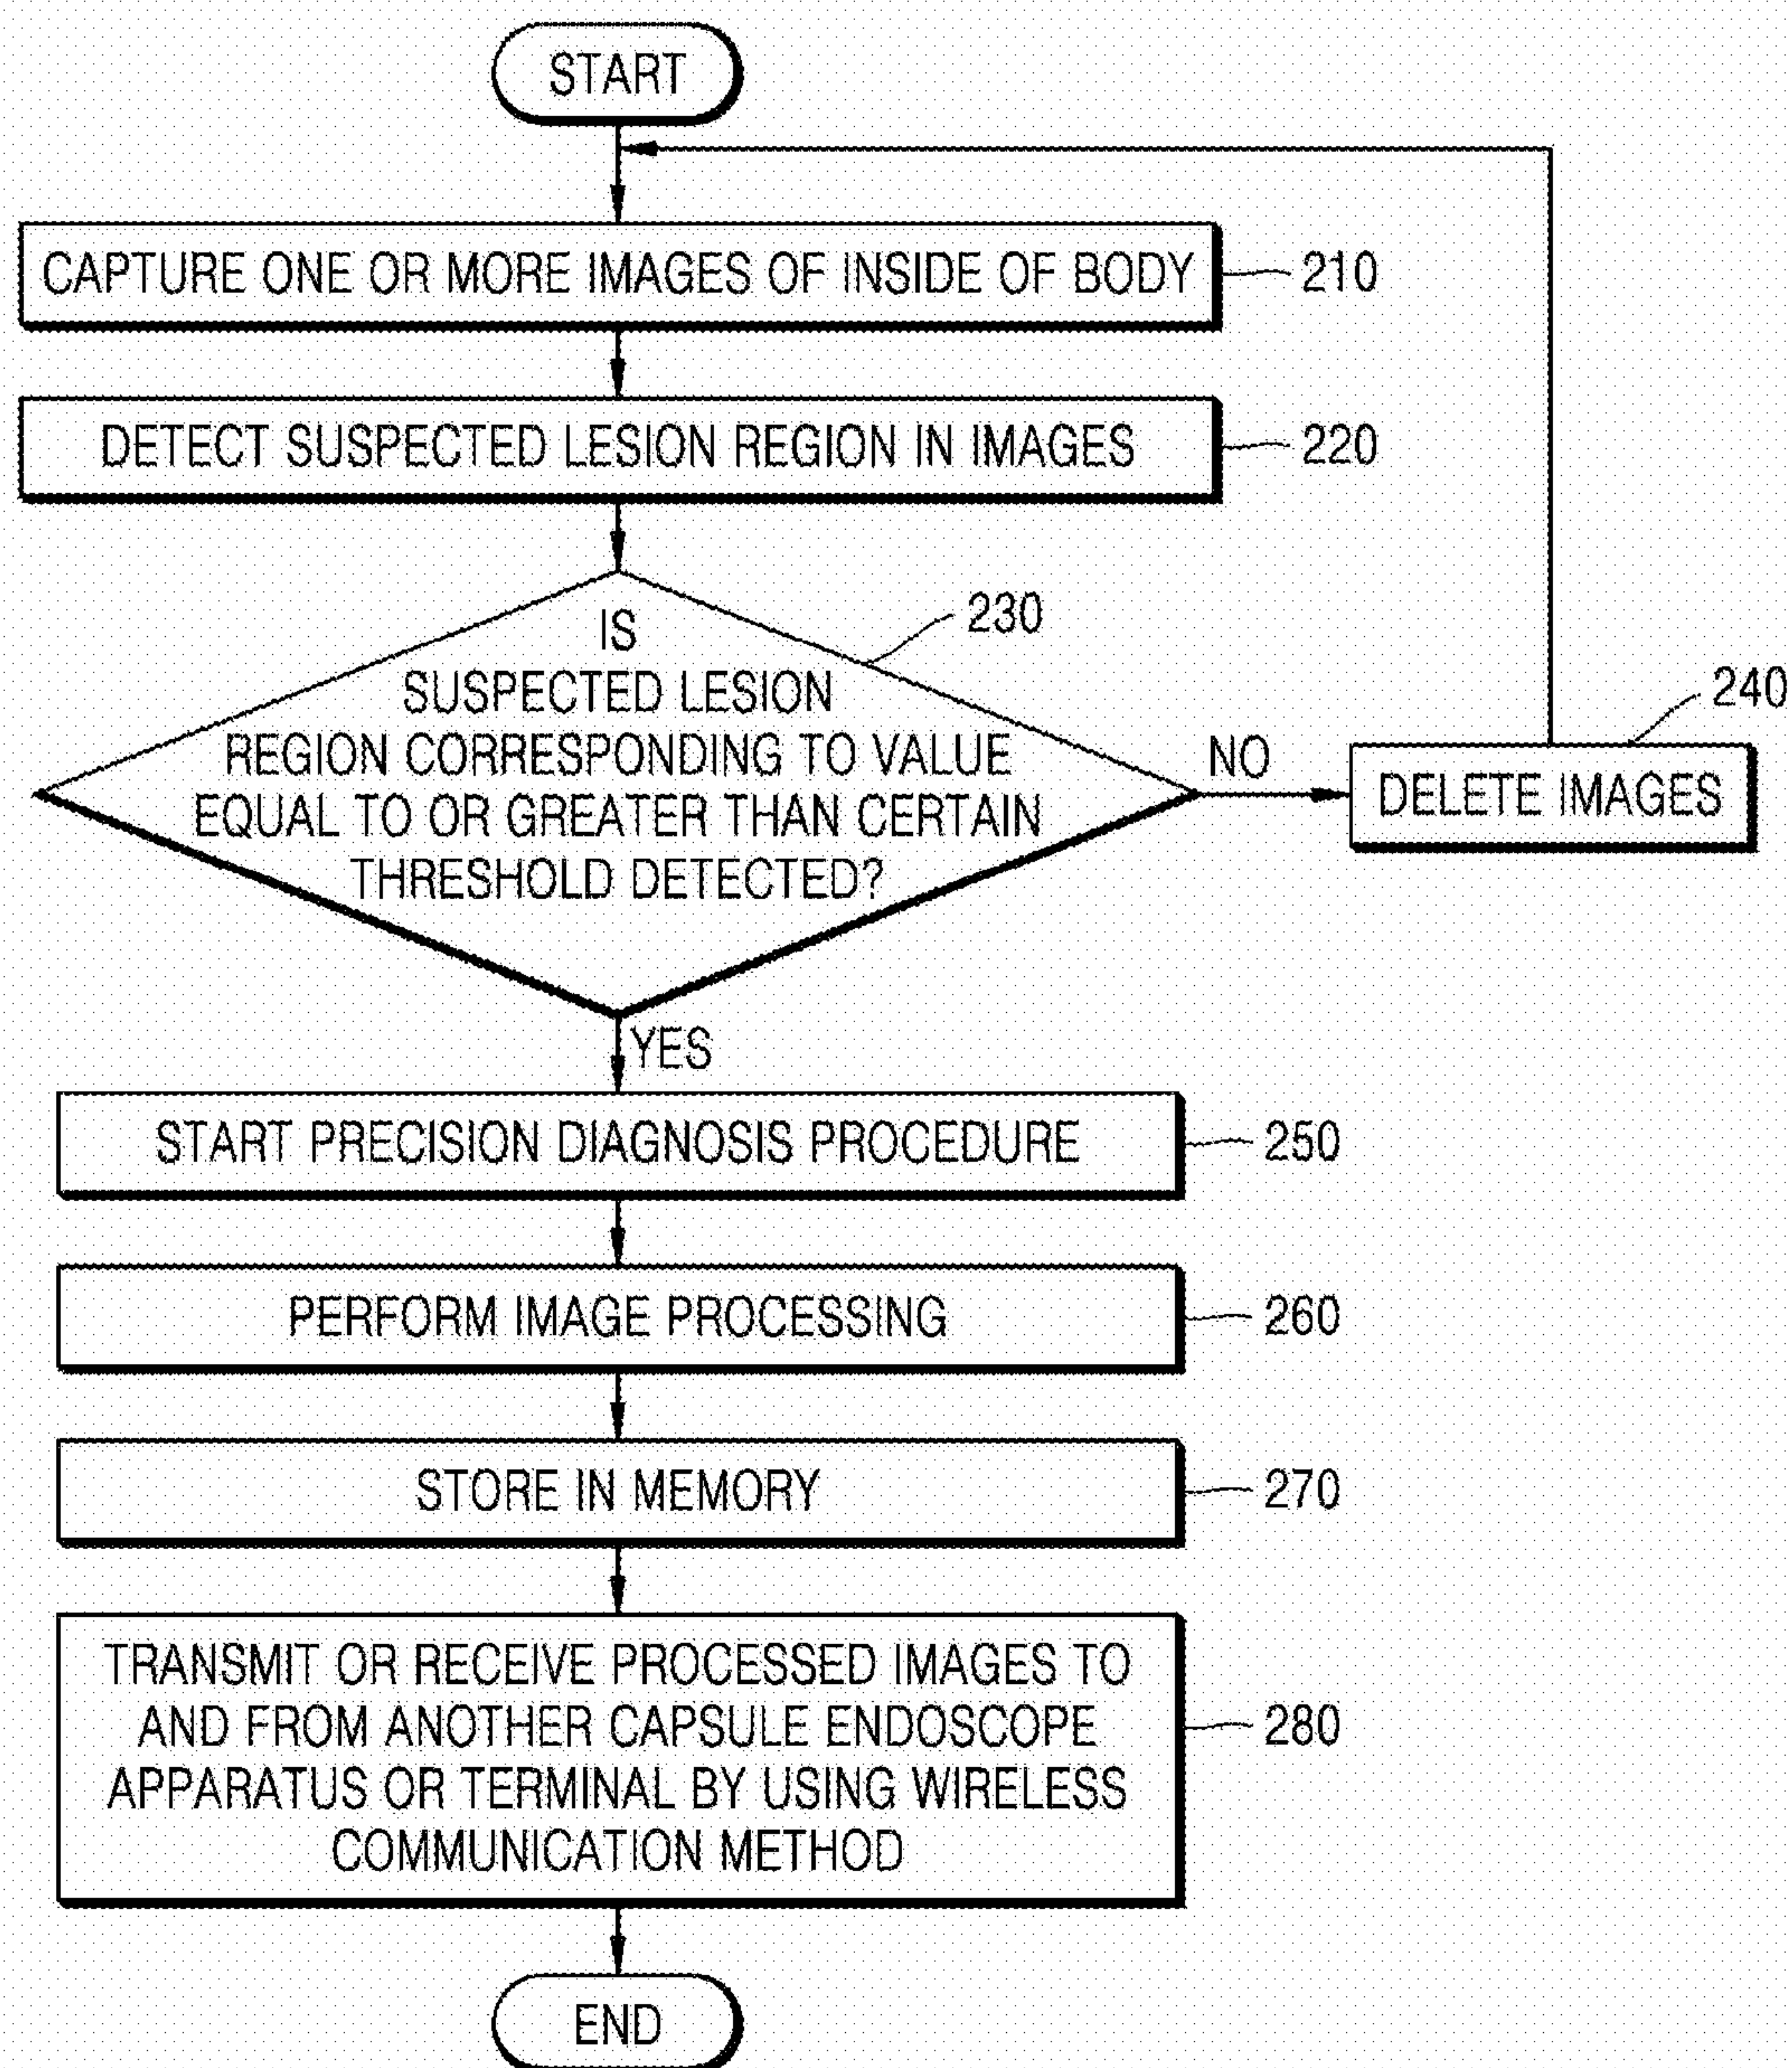 START
CAPTURE ONE OR MORE IMAGES OF INSIDE OF BODY
210
DETECT SUSPECTED LESION REGION IN IMAGES
220
IS
SUSPECTED LESION
REGION CORRESPONDING TO VALUE
EQUAL TO OR GREATER THAN CERTAIN
THRESHOLD DETECTED?
230
NO
240
DELETE IMAGES
YES
START PRECISION DIAGNOSIS PROCEDURE
250
PERFORM IMAGE PROCESSING
260
STORE IN MEMORY
270
TRANSMIT OR RECEIVE PROCESSED IMAGES TO
AND FROM ANOTHER CAPSULE ENDOSCOPE
APPARATUS OR TERMINAL BY USING WIRELESS
COMMUNICATION METHOD
280
END